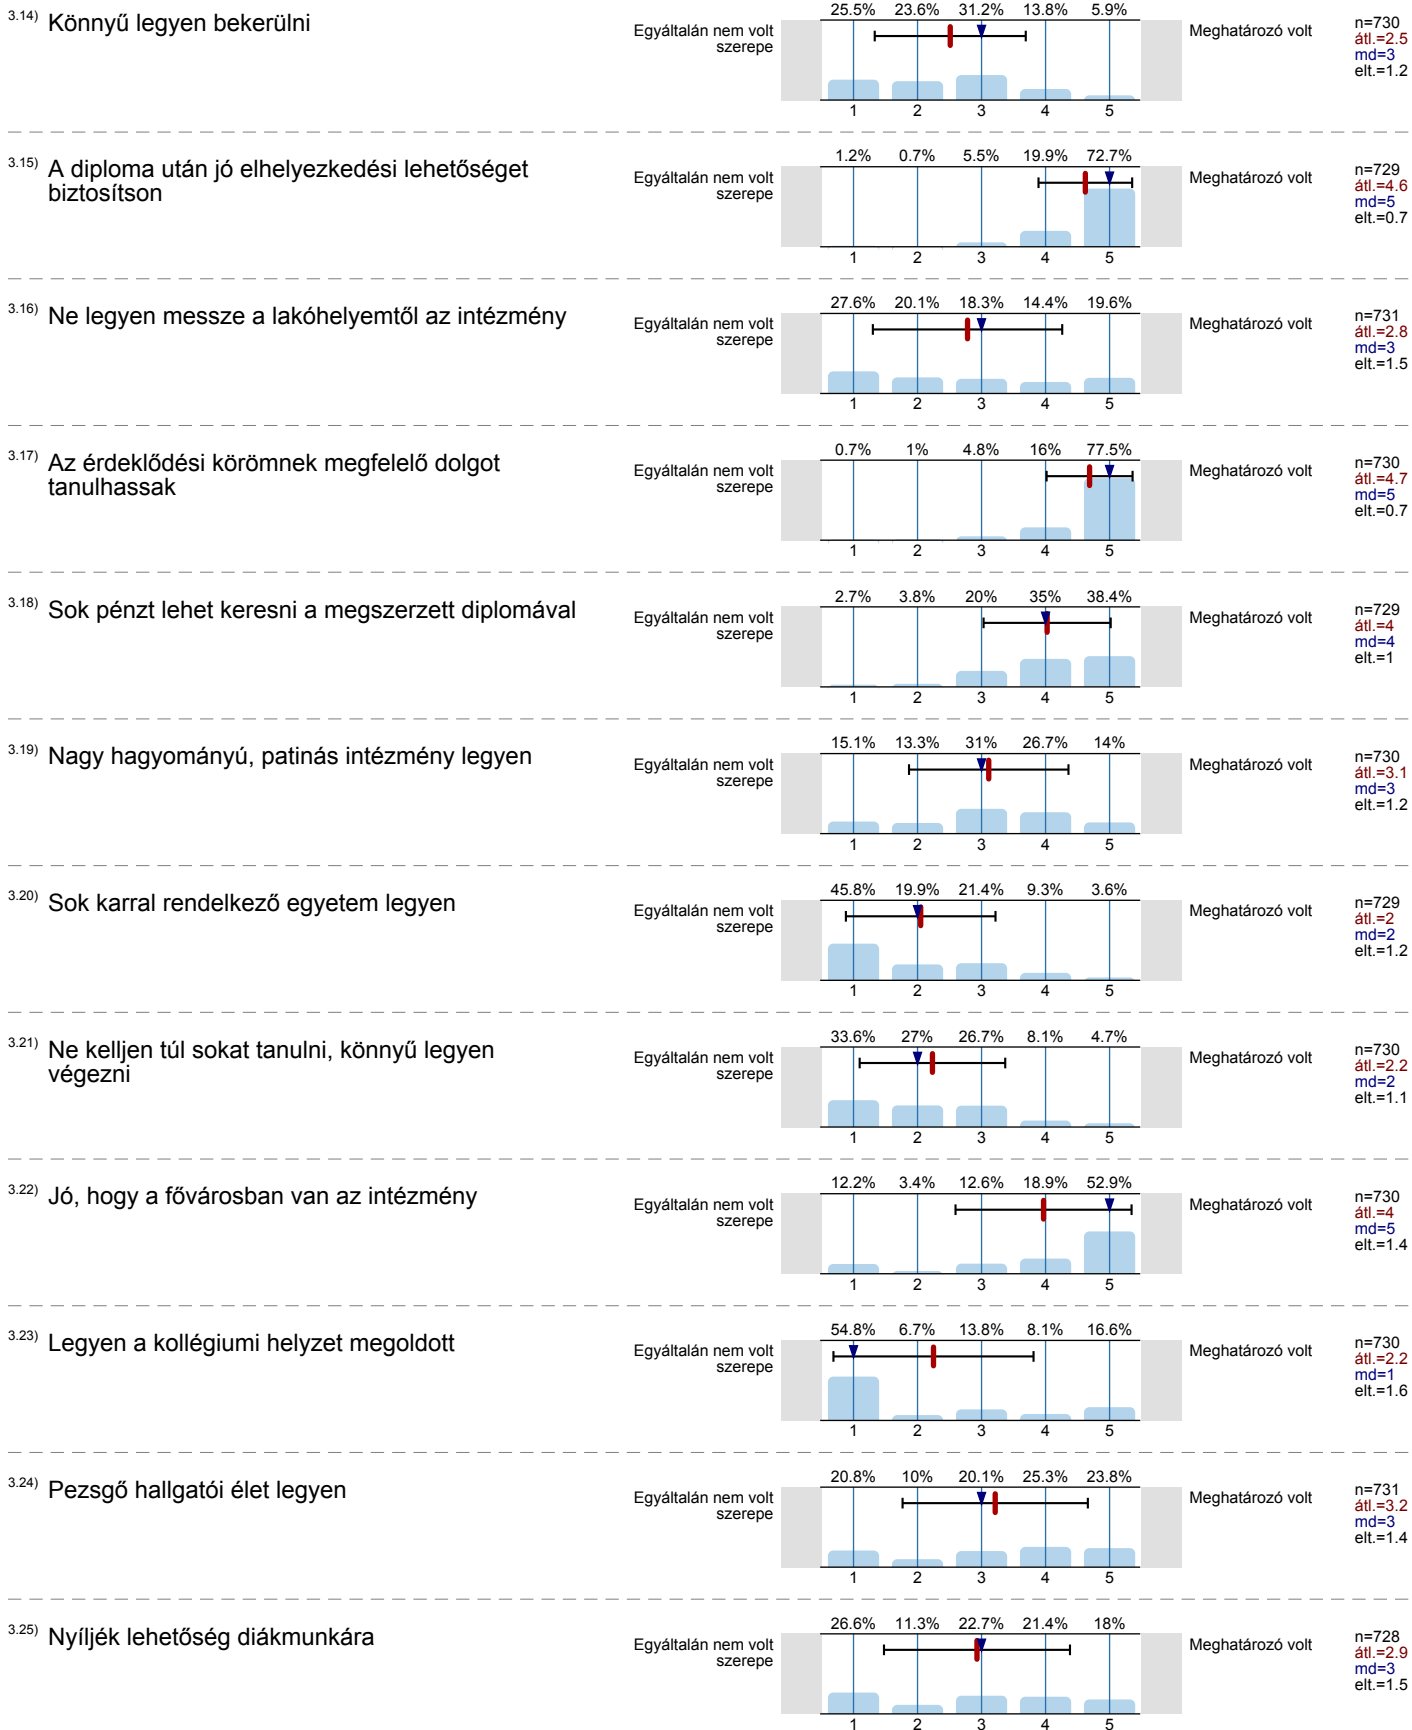 3.14) Könnyű legyen bekerülni
Egyáltalán nem volt
szerepe
25.5% 23.6% 31.2% 13.8% 5.9%
1 2 3 4 5
Meghatározó volt
n=730
átl.=2.5
md=3
elt.=1.2
3.15) A diploma után jó elhelyezkedési lehetőséget
biztosítson
Egyáltalán nem volt
szerepe
1.2% 0.7% 5.5% 19.9% 72.7%
1 2 3 4 5
Meghatározó volt
n=729
átl.=4.6
md=5
elt.=0.7
3.16) Ne legyen messze a lakóhelyemtől az intézmény
Egyáltalán nem volt
szerepe
27.6% 20.1% 18.3% 14.4% 19.6%
1 2 3 4 5
Meghatározó volt
n=731
átl.=2.8
md=3
elt.=1.5
3.17) Az érdeklődési körömnek megfelelő dolgot
tanulhassak
Egyáltalán nem volt
szerepe
0.7% 1% 4.8% 16% 77.5%
1 2 3 4 5
Meghatározó volt
n=730
átl.=4.7
md=5
elt.=0.7
3.18) Sok pénzt lehet keresni a megszerzett diplomával
Egyáltalán nem volt
szerepe
2.7% 3.8% 20% 35% 38.4%
1 2 3 4 5
Meghatározó volt
n=729
átl.=4
md=4
elt.=1
3.19) Nagy hagyományú, patinás intézmény legyen
Egyáltalán nem volt
szerepe
15.1% 13.3% 31% 26.7% 14%
1 2 3 4 5
Meghatározó volt
n=730
átl.=3.1
md=3
elt.=1.2
3.20) Sok karral rendelkező egyetem legyen
Egyáltalán nem volt
szerepe
45.8% 19.9% 21.4% 9.3% 3.6%
1 2 3 4 5
Meghatározó volt
n=729
átl.=2
md=2
elt.=1.2
3.21) Ne kelljen túl sokat tanulni, könnyű legyen
végezni
Egyáltalán nem volt
szerepe
33.6% 27% 26.7% 8.1% 4.7%
1 2 3 4 5
Meghatározó volt
n=730
átl.=2.2
md=2
elt.=1.1
3.22) Jó, hogy a fővárosban van az intézmény
Egyáltalán nem volt
szerepe
12.2% 3.4% 12.6% 18.9% 52.9%
1 2 3 4 5
Meghatározó volt
n=730
átl.=4
md=5
elt.=1.4
3.23) Legyen a kollégiumi helyzet megoldott
Egyáltalán nem volt
szerepe
54.8% 6.7% 13.8% 8.1% 16.6%
1 2 3 4 5
Meghatározó volt
n=730
átl.=2.2
md=1
elt.=1.6
3.24) Pezsgő hallgatói élet legyen
Egyáltalán nem volt
szerepe
20.8% 10% 20.1% 25.3% 23.8%
1 2 3 4 5
Meghatározó volt
n=731
átl.=3.2
md=3
elt.=1.4
3.25) Nyíljék lehetőség diákmunkára
Egyáltalán nem volt
szerepe
26.6% 11.3% 22.7% 21.4% 18%
1 2 3 4 5
Meghatározó volt
n=728
átl.=2.9
md=3
elt.=1.5